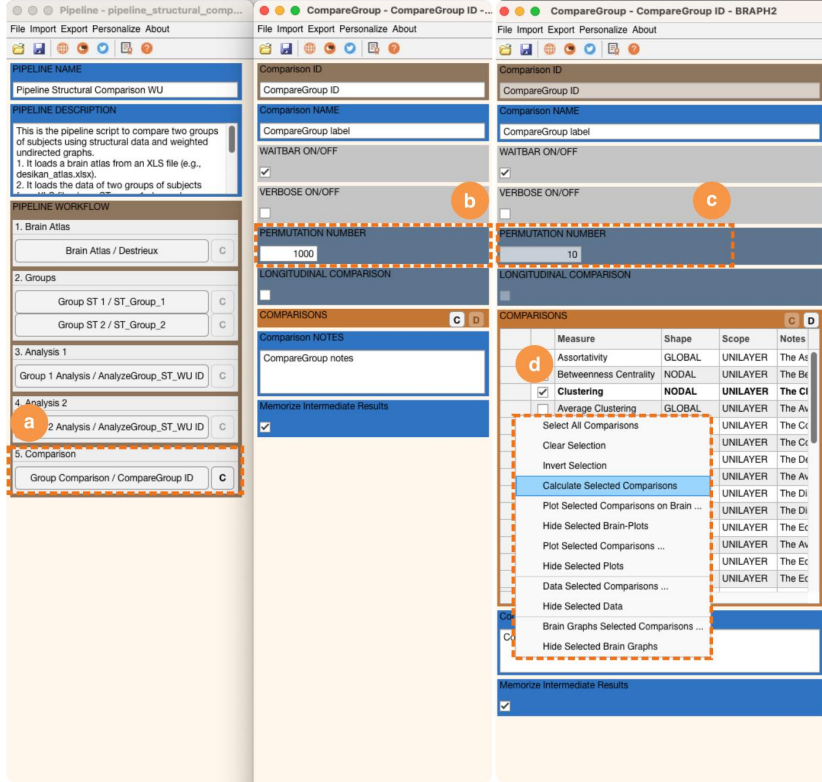 Pipeline - pipeline_structural_comp...
File Import Export Personalize About
PIPELINE NAME
Pipeline Structural Comparison WU
PIPELINE DESCRIPTION
This is the pipeline script to compare two groups
of subjects using structural data and weighted
undirected graphs.
1. It loads a brain atlas from an XLS file (e.g.,
desikan_atlas.xlsx).
2. It loads the data of two groups of subjects
PIPELINE WORKFLOW
1. Brain Atlas
Brain Atlas / Destrieux C
2. Groups
Group ST 1 / ST_Group_1 C
Group ST 2 / ST_Group_2 C
3. Analysis 1
Group 1 Analysis / AnalyzeGroup_ST_WU ID C
4. Analysis 2
a
2 Analysis / AnalyzeGroup_ST_WU ID C
5. Comparison
Group Comparison / CompareGroup ID C
CompareGroup - CompareGroup ID -...
File Import Export Personalize About
Comparison ID
CompareGroup ID
Comparison NAME
CompareGroup label
WAITBAR ON/OFF
VERBOSE ON/OFF
b
PERMUTATION NUMBER
1000
LONGITUDINAL COMPARISON
COMPARISONS C D
Comparison NOTES
CompareGroup notes
Memorize Intermediate Results
CompareGroup - CompareGroup ID - BRAPH2
File Import Export Personalize About
Comparison ID
CompareGroup ID
Comparison NAME
CompareGroup label
WAITBAR ON/OFF
VERBOSE ON/OFF
c
PERMUTATION NUMBER
10
LONGITUDINAL COMPARISON
COMPARISONS C D
Measure Shape Scope Notes
d
Assortativity GLOBAL UNILAYER The As
Betweenness Centrality NODAL UNILAYER The Be
Clustering NODAL UNILAYER The Cl
Average Clustering GLOBAL UNILAYER The Av
Select All Comparisons UNILAYER The Co
Clear Selection UNILAYER The Co
Invert Selection UNILAYER The De
Calculate Selected Comparisons UNILAYER The Av
Plot Selected Comparisons on Brain ... UNILAYER The Di
Hide Selected Brain-Plots UNILAYER The Di
Plot Selected Comparisons ... UNILAYER The Ec
Hide Selected Plots UNILAYER The Av
Data Selected Comparisons ... UNILAYER The Ec
Hide Selected Data UNILAYER The Ec
Brain Graphs Selected Comparisons ...
Hide Selected Brain Graphs
Memorize Intermediate Results